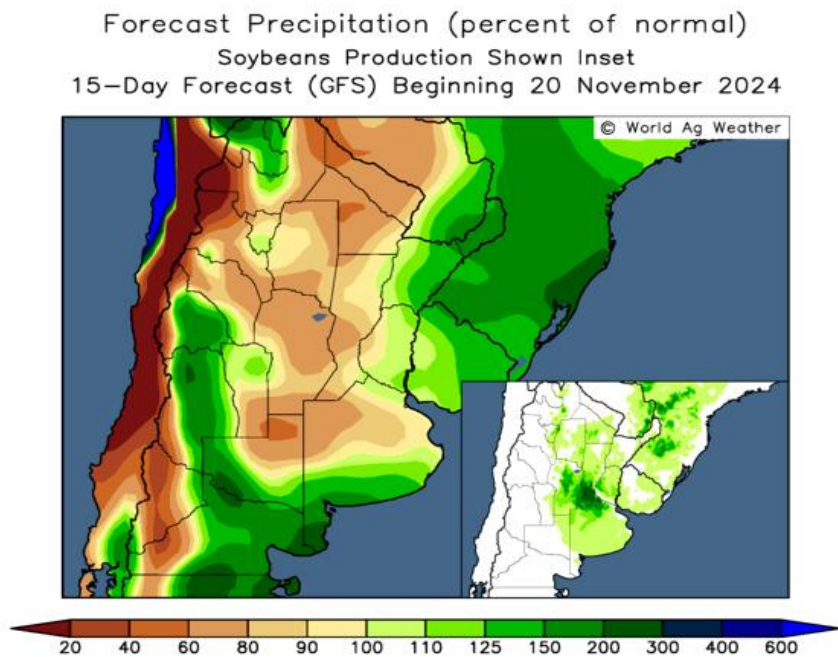 Forecast Precipitation (percent of normal)
Soybeans Production Shown Inset
15-Day Forecast (GFS) Beginning 20 November 2024
© World Ag Weather
20 40 60 80 90 100 110 125 150 200 300 400 600